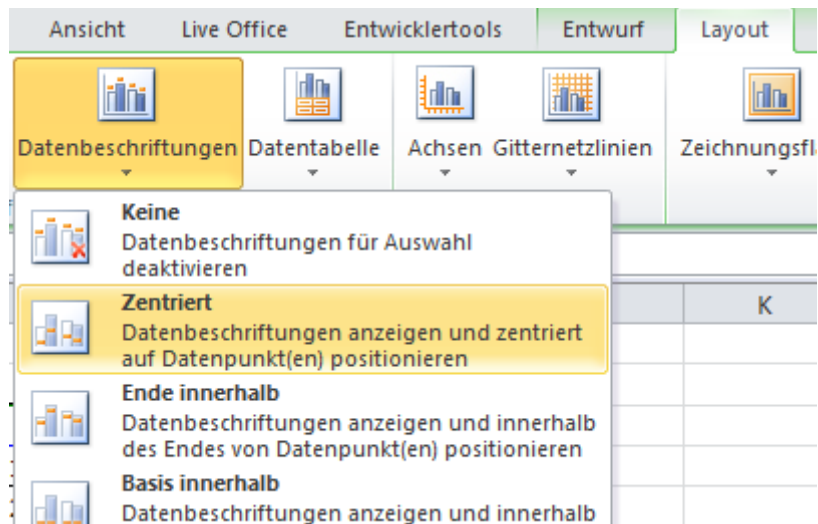 Ansicht Live Office Entwicklertools Entwurf Layout
Datenbeschriftungen Datentabelle Achsen Gitternetzlinien Zeichnungsfl
Keine
Datenbeschriftungen für Auswahl
deaktivieren
Zentriert
Datenbeschriftungen anzeigen und zentriert
auf Datenpunkt(en) positionieren
Ende innerhalb
Datenbeschriftungen anzeigen und innerhalb
des Endes von Datenpunkt(en) positionieren
Basis innerhalb
Datenbeschriftungen anzeigen und innerhalb
K